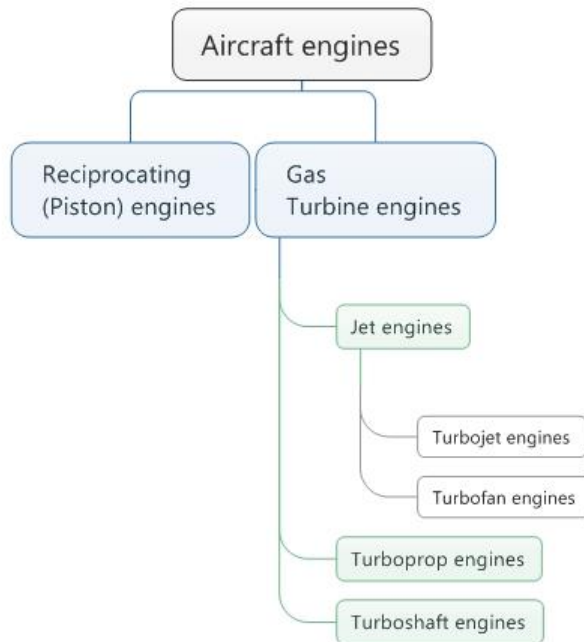 Aircraft engines
Reciprocating
(Piston) engines
Gas
Turbine engines
Jet engines
Turbojet engines
Turbofan engines
Turboprop engines
Turboshaft engines